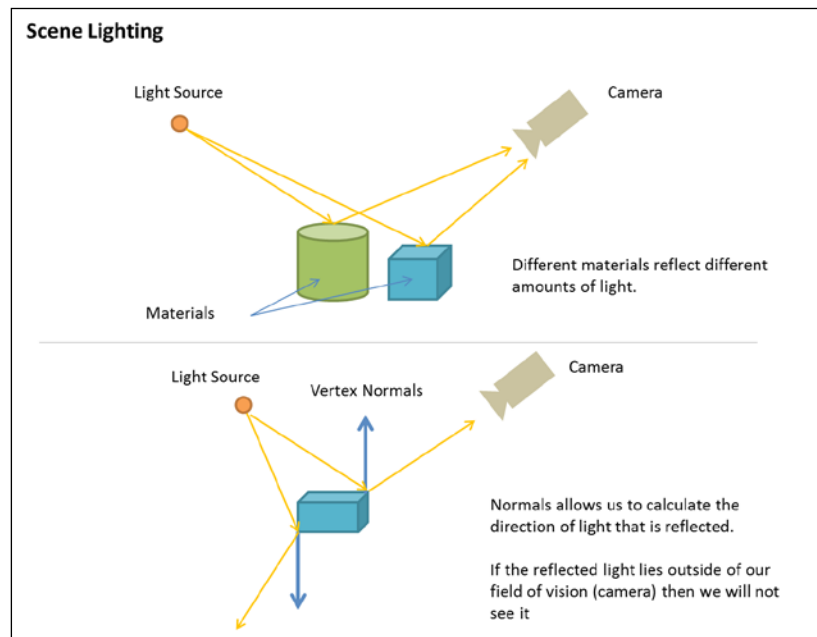 Scene Lighting
Light Source
Camera
Different materials reflect different
amounts of light.
Materials
Light Source
Vertex Normals
Camera
Normals allows us to calculate the
direction of light that is reflected.
If the reflected light lies outside of our
field of vision (camera) then we will not
see it